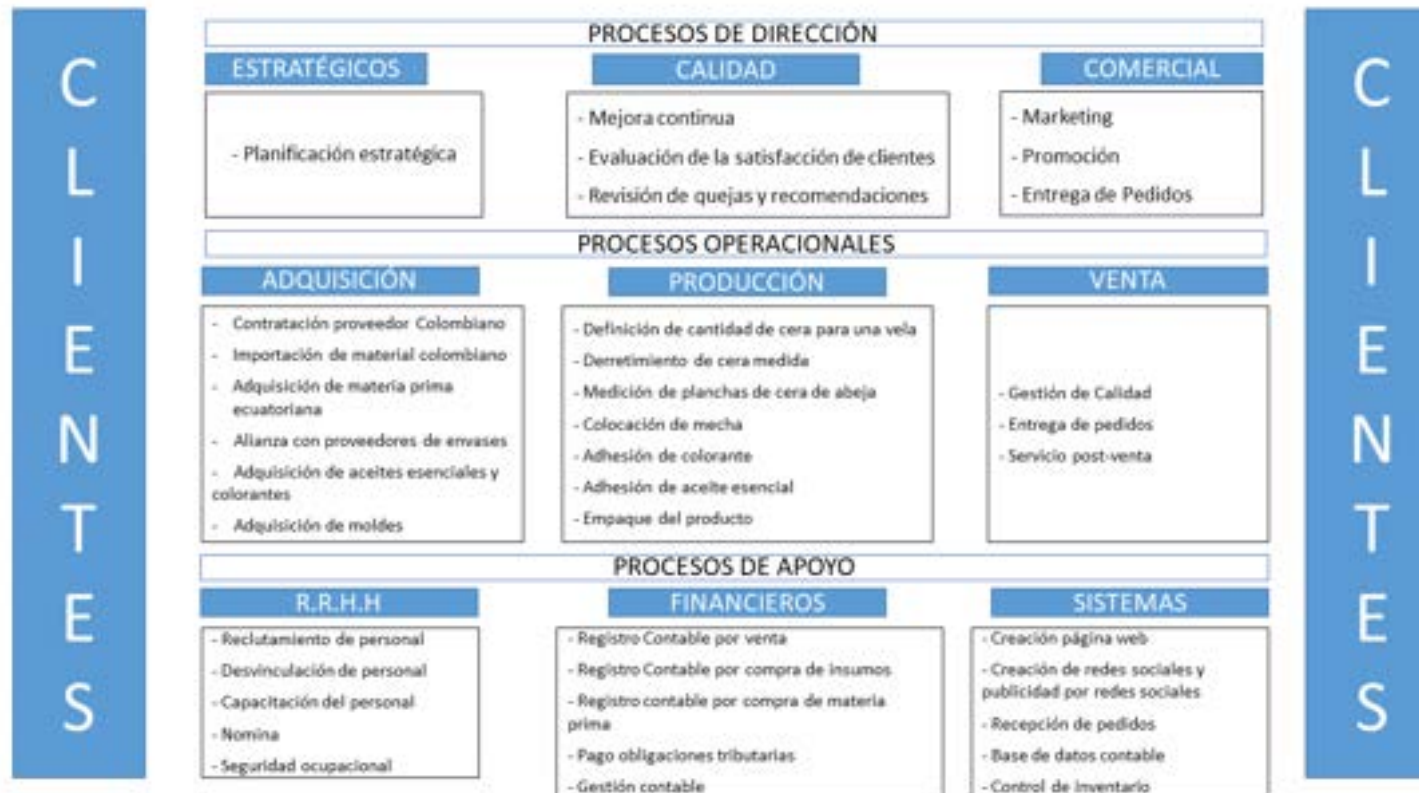 CLIENTES
PROCESOS DE DIRECCIÓN
ESTRATÉGICOS
- Planificación estratégica
CALIDAD
- Mejora continua
- Evaluación de la satisfacción de clientes
- Revisión de quejas y recomendaciones
COMERCIAL
- Marketing
- Promoción
- Entrega de Pedidos
PROCESOS OPERACIONALES
ADQUISICIÓN
- Contratación proveedor Colombiano
- Importación de material colombiano
- Adquisición de materia prima
ecuatoriana
- Alianza con proveedores de envases
- Adquisición de aceites esenciales y
colorantes
- Adquisición de moldes
PRODUCCIÓN
- Definición de cantidad de cera para una vela
- Derretimiento de cera medida
- Medición de planchas de cera de abeja
- Colocación de mecha
- Adhesión de colorante
- Adhesión de aceite esencial
- Empaque del producto
VENTA
- Gestión de Calidad
- Entrega de pedidos
- Servicio post-venta
PROCESOS DE APOYO
R.R.H.H
- Reclutamiento de personal
- Desvinculación de personal
- Capacitación del personal
- Nomina
- Seguridad ocupacional
FINANCIEROS
- Registro Contable por venta
- Registro Contable por compra de insumos
- Registro contable por compra de materia
prima
- Pago obligaciones tributarias
- Gestión contable
SISTEMAS
- Creación página web
- Creación de redes sociales y
publicidad por redes sociales
- Recepción de pedidos
- Base de datos contable
- Control de inventario
CLIENTES